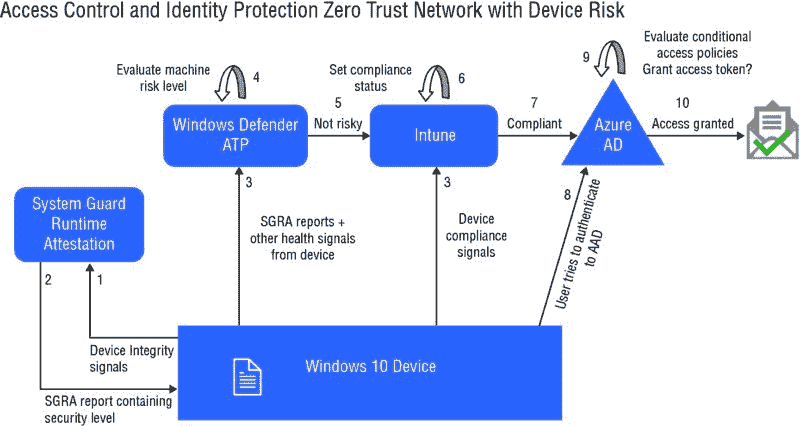 Access Control and Identity Protection Zero Trust Network with Device Risk
Evaluate machine
risk level
4
Set compliance
status
6
9
Evaluate conditional
access policies
Grant access token?
Windows Defender
ATP
5
Not risky
Intune
7
Compliant
Azure
AD
10
Access granted
System Guard
Runtime
Attestation
3
SGRA reports +
other health signals
from device
3
Device
compliance
signals
8
User tries to authenticate
to AAD
2
1
Device Integrity
signals
SGRA report containing
security level
Windows 10 Device